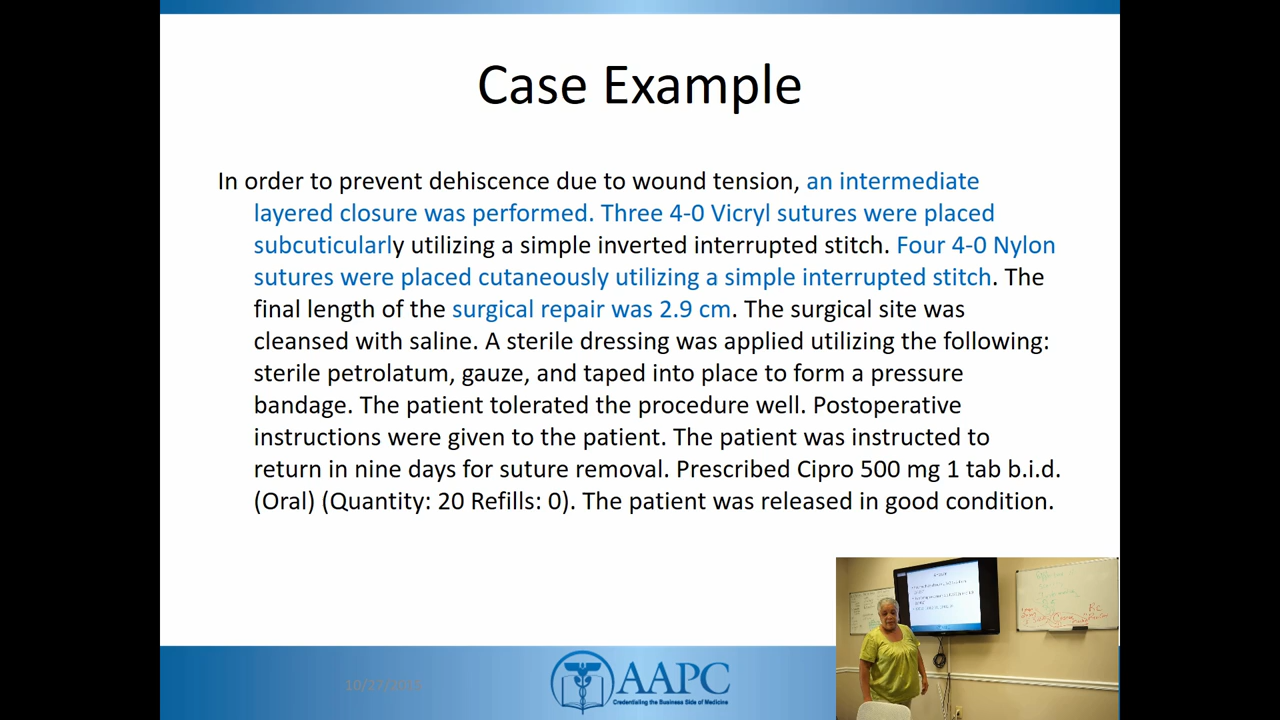 Case Example
In order to prevent dehiscence due to wound tension, an intermediate
layered closure was performed. Three 4-0 Vicryl sutures were placed
subcuticularly utilizing a simple inverted interrupted stitch. Four 4-0 Nylon
sutures were placed cutaneously utilizing a simple interrupted stitch. The
final length of the surgical repair was 2.9 cm. The surgical site was
cleansed with saline. A sterile dressing was applied utilizing the following:
sterile petrolatum, gauze, and taped into place to form a pressure
bandage. The patient tolerated the procedure well. Postoperative
instructions were given to the patient. The patient was instructed to
return in nine days for suture removal. Prescribed Cipro 500 mg 1 tab b.i.d.
(Oral) (Quantity: 20 Refills: 0). The patient was released in good condition.
AAPC
Credentialing the Business Side of Medicine